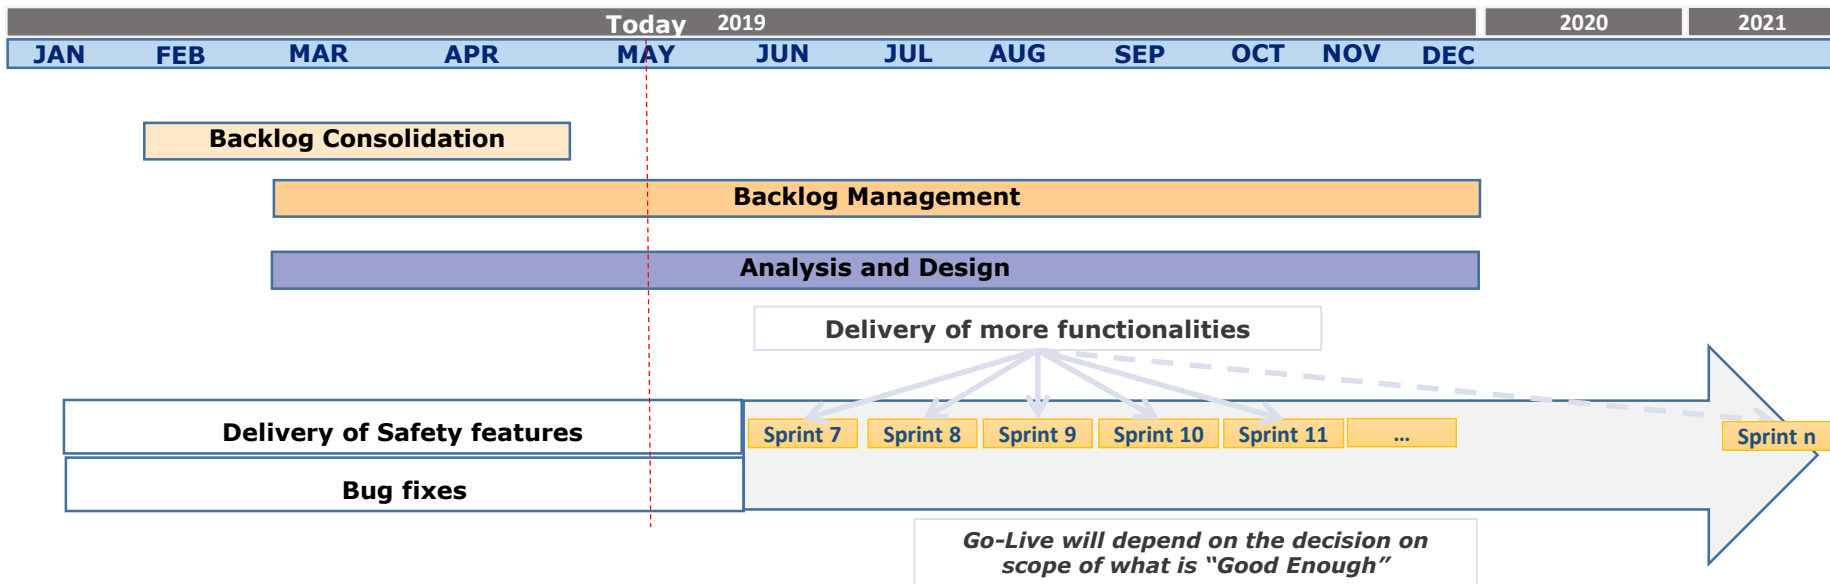 Today 2019 2020 2021
JAN FEB MAR APR MAY JUN JUL AUG SEP OCT NOV DEC
Backlog Consolidation
Backlog Management
Analysis and Design
Delivery of more functionalities
Delivery of Safety features
Sprint 7 Sprint 8 Sprint 9 Sprint 10 Sprint 11 ... Sprint n
Bug fixes
Go-Live will depend on the decision on
scope of what is “Good Enough”